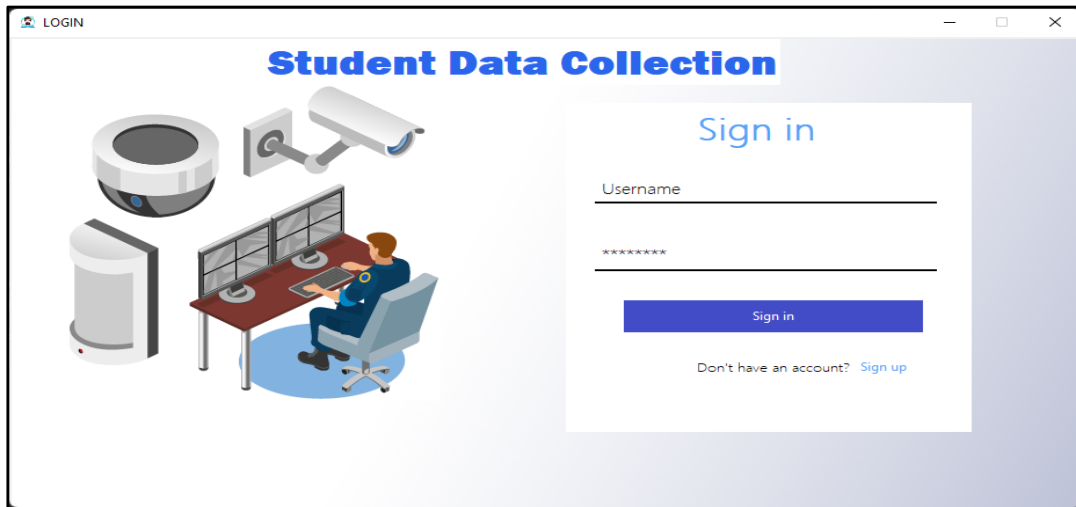 LOGIN
Student Data Collection
Sign in
Username
********
Sign in
Don't have an account? Sign up